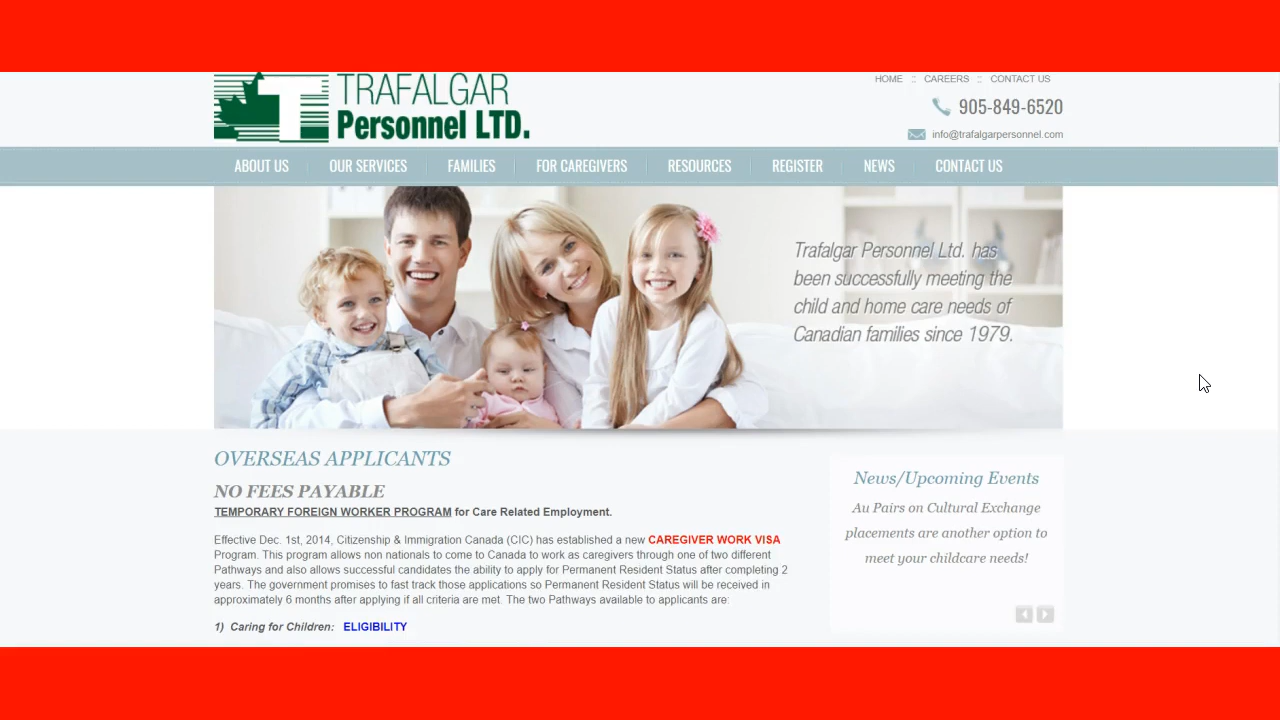 TRAFALGAR
Personnel LTD.
HOME :: CAREERS :: CONTACT US
905-849-6520
info@trafalgarpersonnel.com
ABOUT US OUR SERVICES FAMILIES FOR CAREGIVERS RESOURCES REGISTER NEWS CONTACT US
Trafalgar Personnel Ltd. has
been successfully meeting the
child and home care needs of
Canadian families since 1979.
OVERSEAS APPLICANTS
NO FEES PAYABLE
TEMPORARY FOREIGN WORKER PROGRAM for Care Related Employment.
Effective Dec. 1st, 2014, Citizenship & Immigration Canada (CIC) has established a new CAREGIVER WORK VISA
Program. This program allows non nationals to come to Canada to work as caregivers through one of two different
Pathways and also allows successful candidates the ability to apply for Permanent Resident Status after completing 2
years. The government promises to fast track those applications so Permanent Resident Status will be received in
approximately 6 months after applying if all criteria are met. The two Pathways available to applicants are:
1) Caring for Children: ELIGIBILITY
News/Upcoming Events
Au Pairs on Cultural Exchange
placements are another option to
meet your childcare needs!